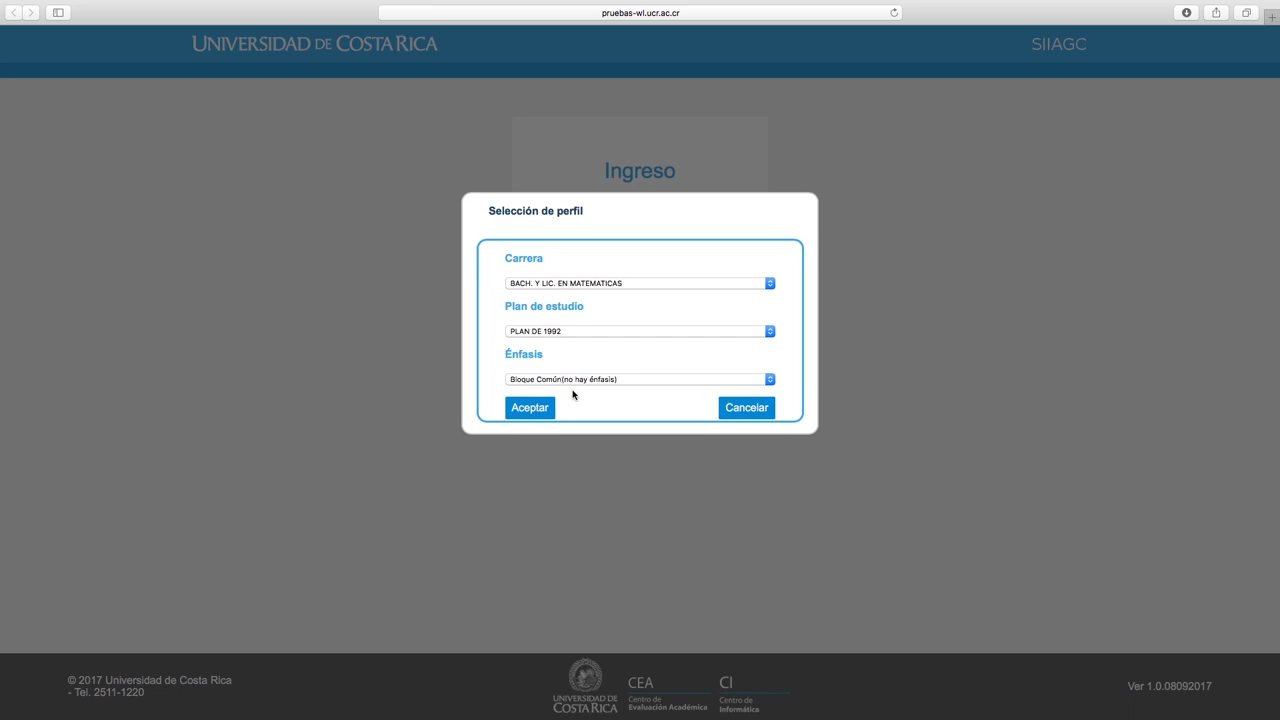 pruebas-wl.ucr.ac.cr
UNIVERSIDAD DE COSTA RICA
SIIAGC
Ingreso
Selección de perfil
Carrera
BACH. Y LIC. EN MATEMATICAS
Plan de estudio
PLAN DE 1992
Énfasis
Bloque Común(no hay énfasis)
Aceptar
Cancelar
© 2017 Universidad de Costa Rica
- Tel. 2511-1220
UNIVERSIDAD DE
COSTA RICA
CEA
Centro de
Evaluación Académica
CI
Centro de
Informática
Ver 1.0.08092017